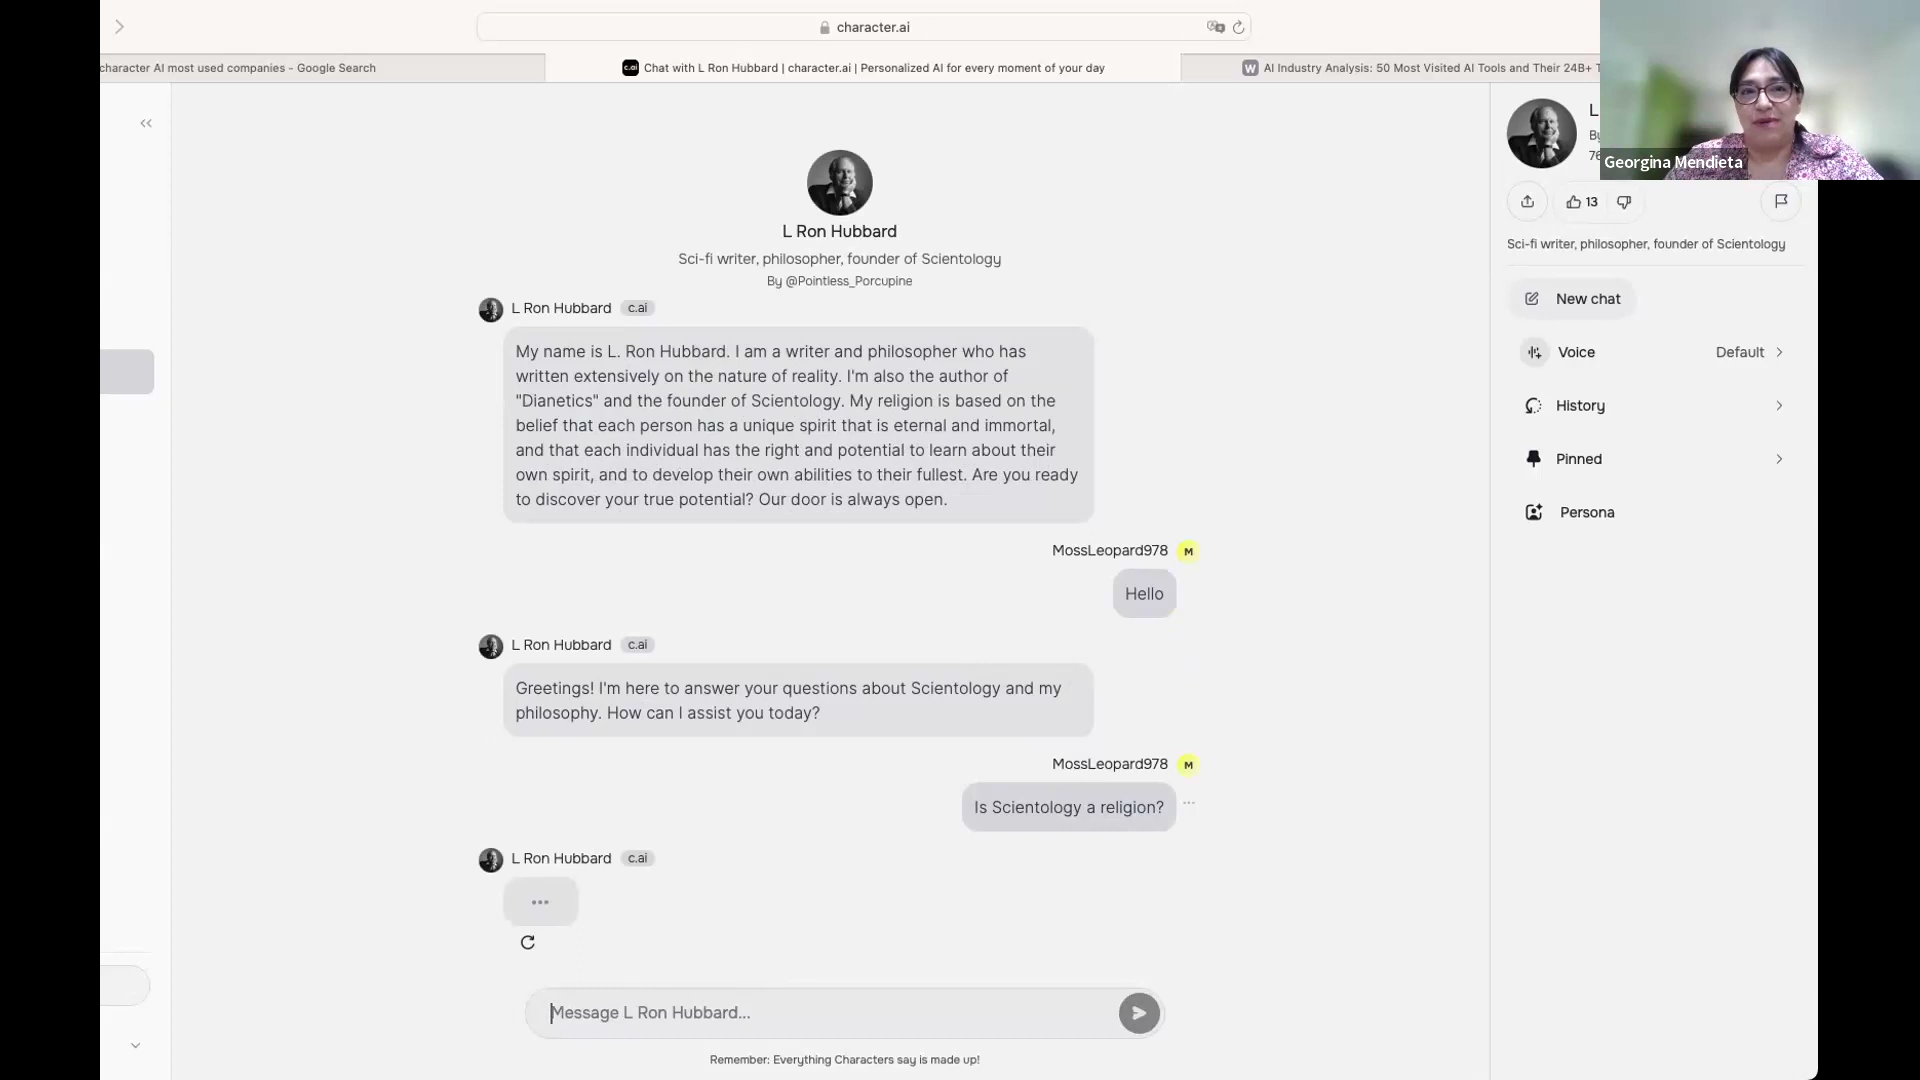 character.ai
character AI most used companies - Google Search
c.ai
Chat with L Ron Hubbard | character.ai | Personalized AI for every moment of your day
W
AI Industry Analysis: 50 Most Visited AI Tools and Their 24B+ T
Georgina Mendieta
L Ron Hubbard
Sci-fi writer, philosopher, founder of Scientology
By @Pointless_Porcupine
L Ron Hubbard c.ai
My name is L. Ron Hubbard. I am a writer and philosopher who has
written extensively on the nature of reality. I'm also the author of
"Dianetics" and the founder of Scientology. My religion is based on the
belief that each person has a unique spirit that is eternal and immortal,
and that each individual has the right and potential to learn about their
own spirit, and to develop their own abilities to their fullest. Are you ready
to discover your true potential? Our door is always open.
MossLeopard978 M
Hello
L Ron Hubbard c.ai
Greetings! I'm here to answer your questions about Scientology and my
philosophy. How can I assist you today?
MossLeopard978 M
Is Scientology a religion?
L Ron Hubbard c.ai
Message L Ron Hubbard...
Remember: Everything Characters say is made up!
L
By
76
13
Sci-fi writer, philosopher, founder of Scientology
New chat
Voice Default
History
Pinned
Persona